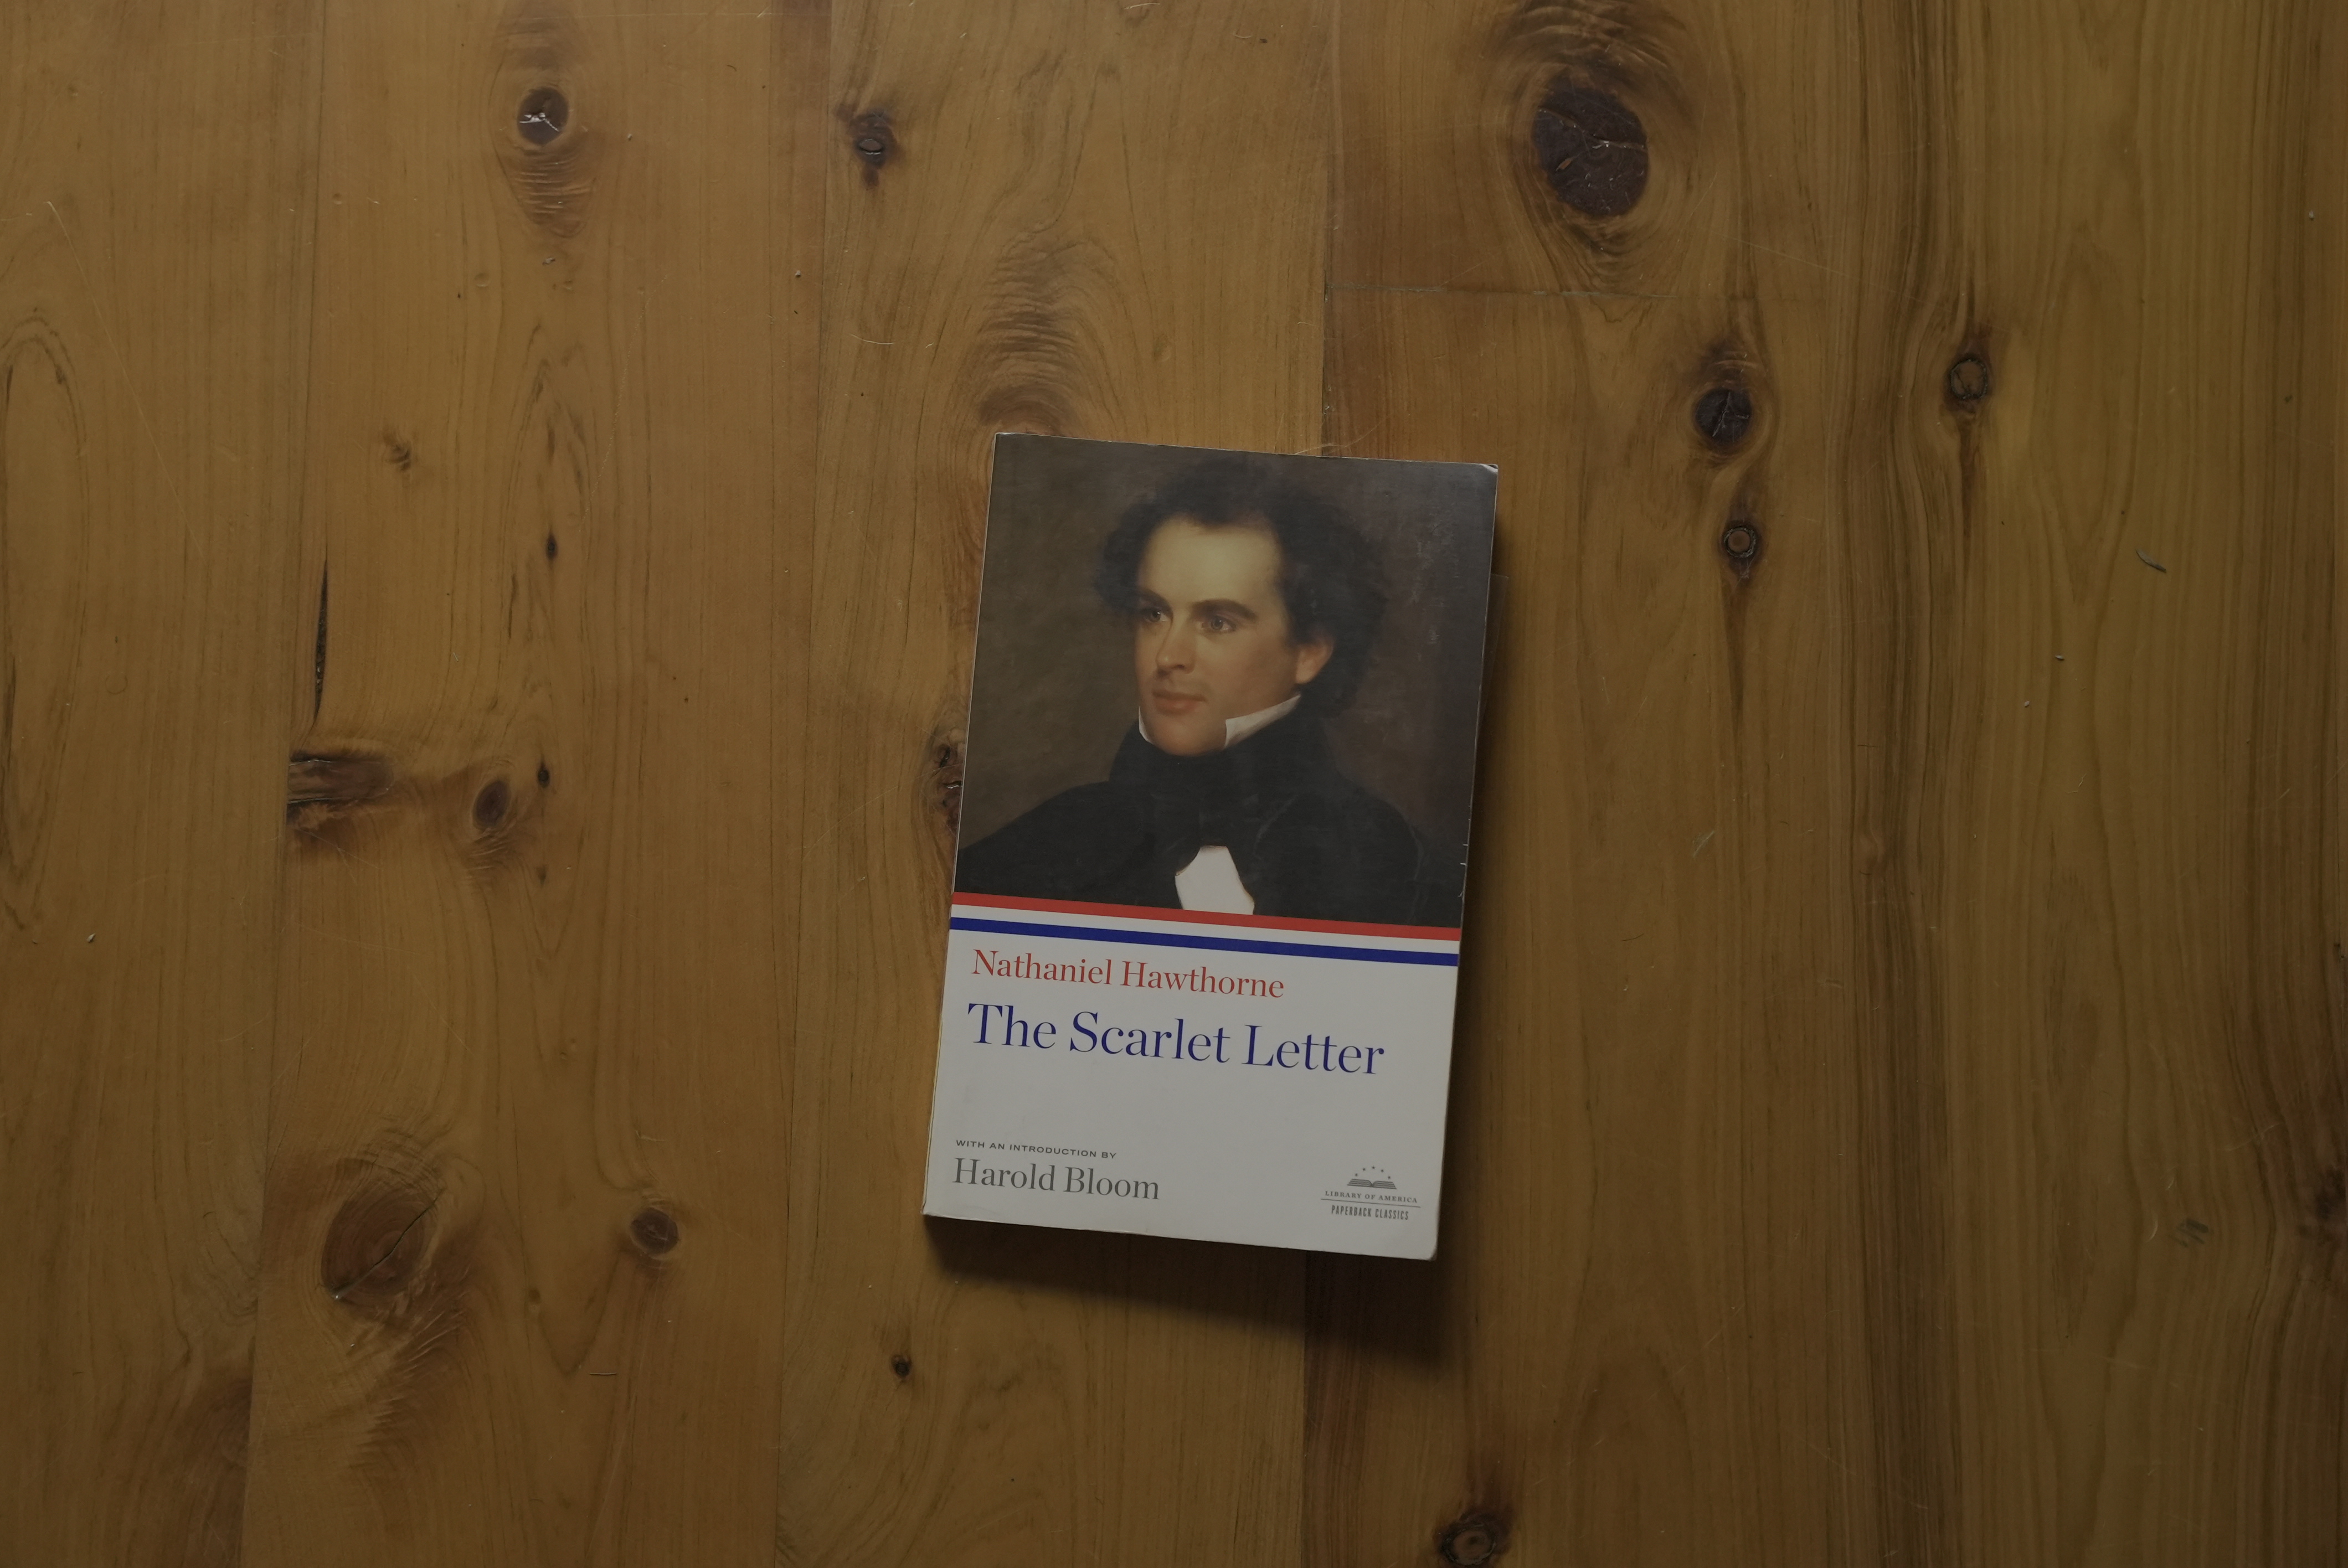 Nathaniel Hawthorne
The Scarlet Letter
WITH AN INTRODUCTION BY
Harold Bloom
LIBRARY OF AMERICA
PAPERBACK CLASSICS